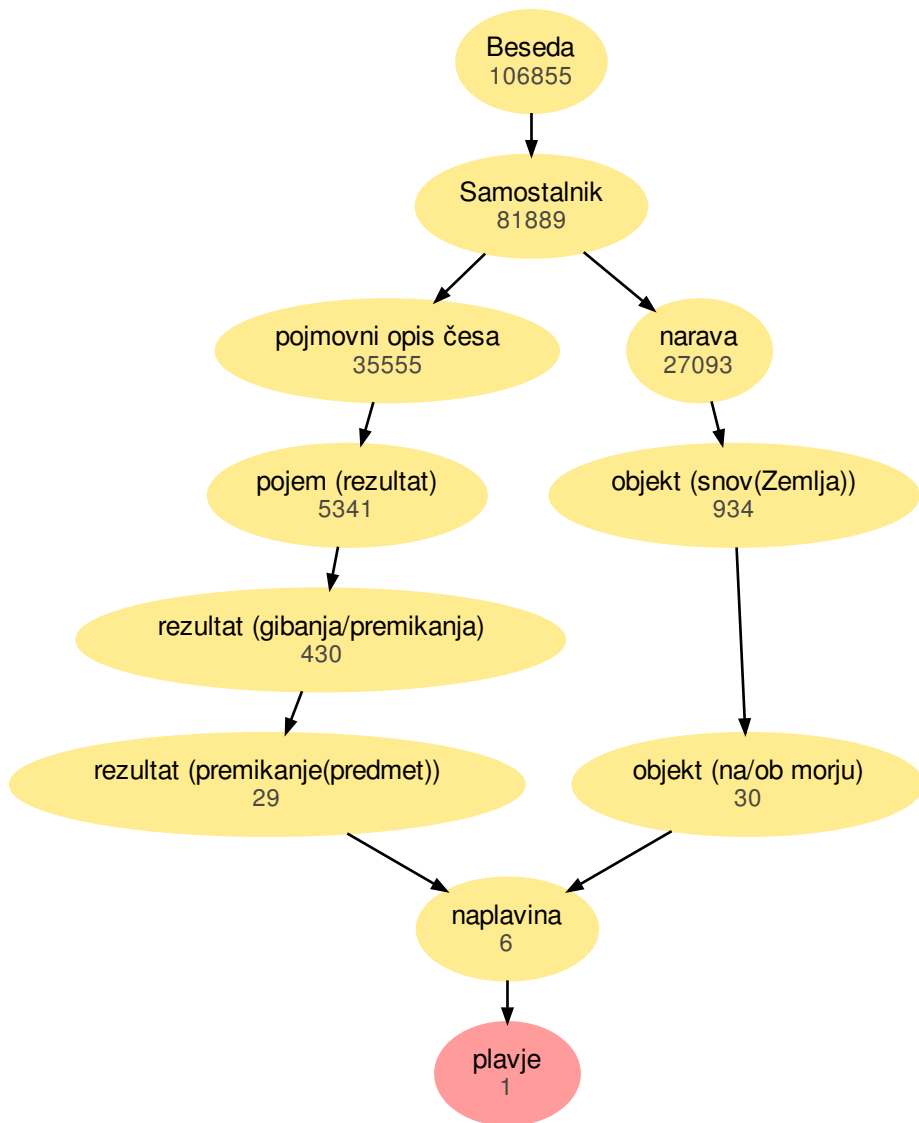 Beseda
106855
Samostalnik
81889
pojmovni opis česa
35555
narava
27093
pojem (rezultat)
5341
objekt (snov(Zemlja))
934
rezultat (gibanja/premikanja)
430
rezultat (premikanje(predmet))
29
objekt (na/ob morju)
30
naplavina
6
plavje
1